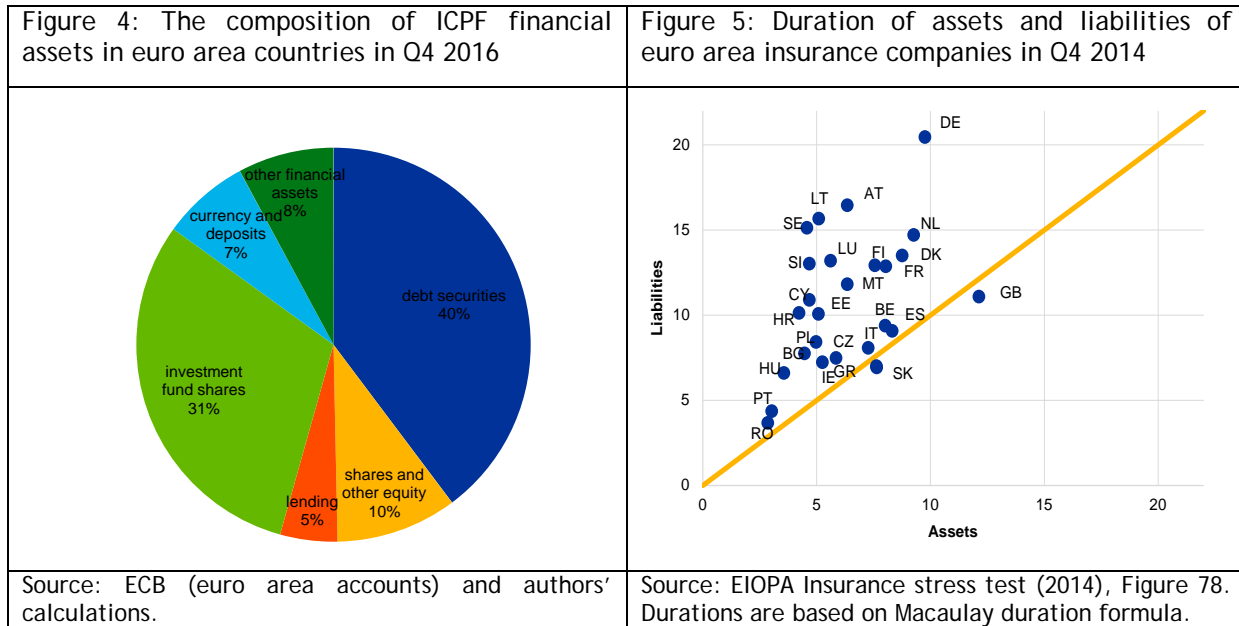 Figure 4: The composition of ICPF financial
assets in euro area countries in Q4 2016
other financial
assets
8%
currency and
deposits
7%
debt securities
40%
investment
fund shares
31%
lending
5%
shares and
other equity
10%
Source: ECB (euro area accounts) and authors’
calculations.
Figure 5: Duration of assets and liabilities of
euro area insurance companies in Q4 2014
Liabilities
20
15
10
5
0
DE
AT
LT
SE
NL
LU
FI
DK
SI
FR
MT
GB
CY
EE
BE
ES
HR
IT
PL
CZ
BG
HU
IE
GR
SK
PT
RO
0
5
10
15
20
Assets
Source: EIOPA Insurance stress test (2014), Figure 78.
Durations are based on Macaulay duration formula.